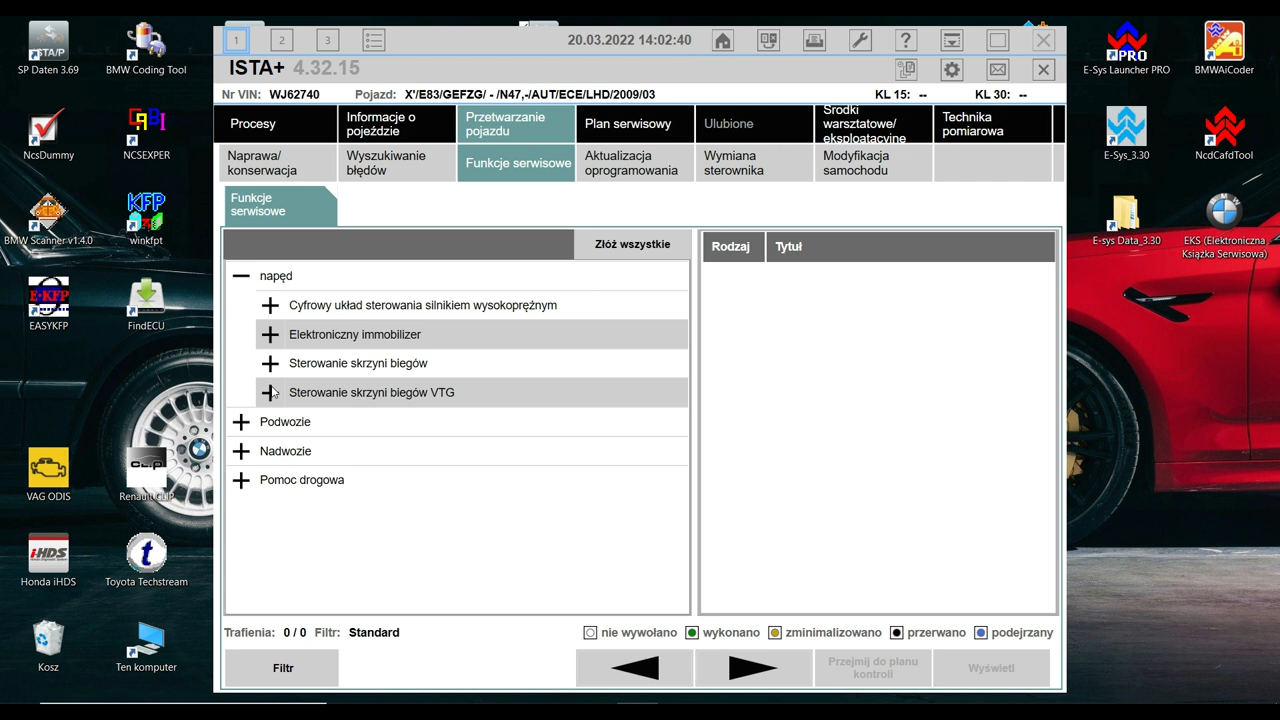 1 2 3 20.03.2022 14:02:40 ?
ISTA+ 4.32.15
Nr VIN: WJ62740 Pojazd: X'/E83/GEFZG/ - /N47,-/AUT/ECE/LHD/2009/03 KL 15: -- KL 30: --
Procesy
Informacje o
pojeździe
Przetwarzanie
pojazdu
Plan serwisowy
Ulubione
Środki
warsztatowe/
eksploatacyjne
Technika
pomiarowa
Naprawa/
konserwacja
Wyszukiwanie
błędów
Funkcje serwisowe
Aktualizacja
oprogramowania
Wymiana
sterownika
Modyfikacja
samochodu
Funkcje
serwisowe
Złóż wszystkie
Rodzaj Tytuł
napęd
Cyfrowy układ sterowania silnikiem wysokoprężnym
Elektroniczny immobilizer
Sterowanie skrzyni biegów
Sterowanie skrzyni biegów VTG
Podwozie
Nadwozie
Pomoc drogowa
Trafienia: 0 / 0 Filtr: Standard
nie wywołano wykonano zminimalizowano przerwano podejrzany
Filtr
Przejmij do planu
kontroli
Wyświetl
STA/P
SP Daten 3.69
BMW Coding Tool
NcsDummy
NCSEXPER
BMW Scanner v1.4.0
KFP
winkfpt
E-KFP
EASYKFP
FindECU
VAG ODIS
CLIP
Renault CLIP
iHDS
Honda iHDS
t
Toyota Techstream
Kosz
Ten komputer
PRO
E-Sys Launcher PRO
BMWAiCoder
E-Sys_3.30
NcdCafdTool
E-sys Data_3.30
EKS (Elektroniczna
Książka Serwisowa)